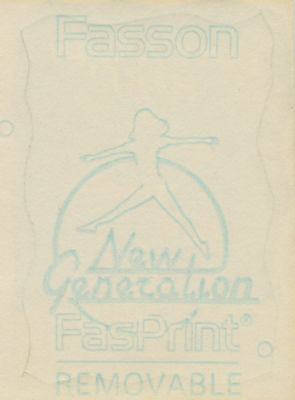 Fasson
New
Generation
FasPrint®
REMOVABLE